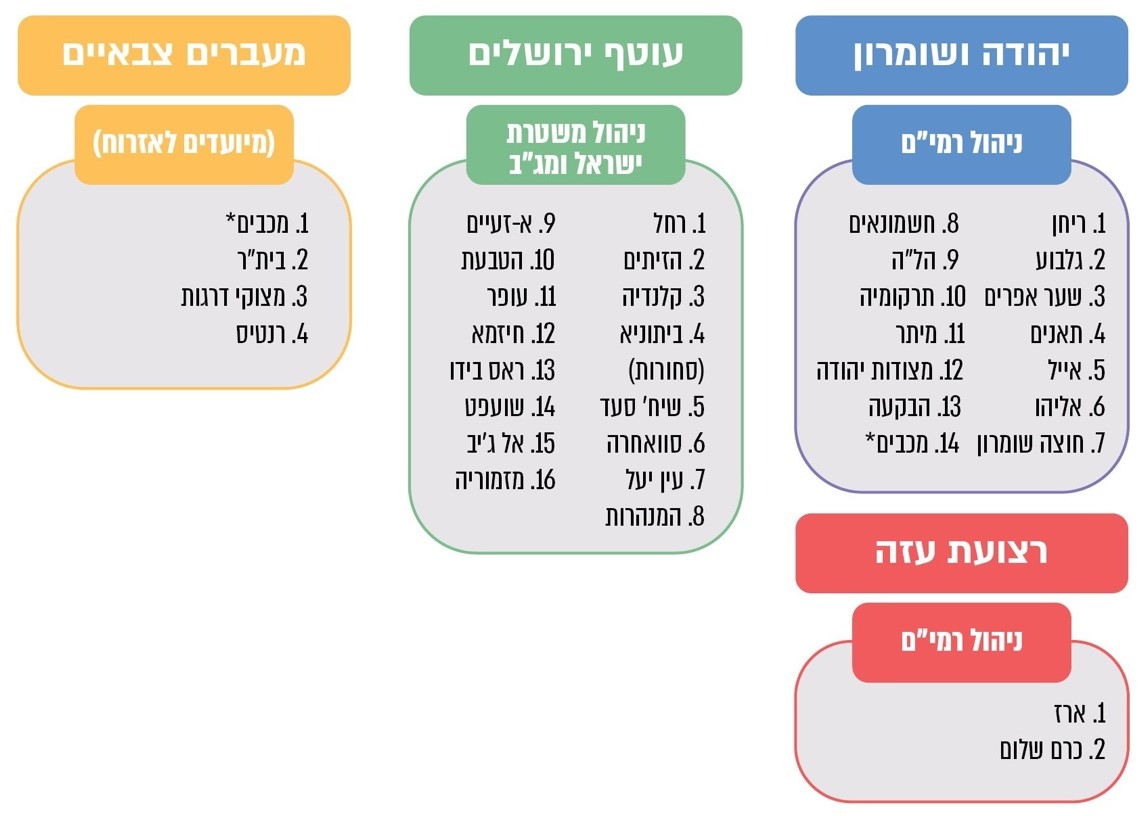 יהודה ושומרון
ניהול רמי"ם
1. ריחן
2. גלבוע
3. שער אפרים
4. תאנים
5. אייל
6. אליהו
7. חוצה שומרון
8. חשמונאים
9. הל"ה
10. תרקומיה
11. מיתר
12. מצודות יהודה
13. הבקעה
14. מכבים*
רצועת עזה
ניהול רמי"ם
1. ארז
2. כרם שלום
עוטף ירושלים
ניהול משטרת
ישראל ומג"ב
1. רחל
2. הזיתים
3. קלנדיה
4. ביתוניא
(סחורות)
5. שיח' סעד
6. סוואחרה
7. עין יעל
8. המנהרות
9. א-זעיים
10. הטבעת
11. עופר
12. חיזמא
13. ראס בידו
14. שועפט
15. אל ג'יב
16. מזמוריה
מעברים צבאיים
(מיועדים לאזרוח)
1. מכבים*
2. בית"ר
3. מצוקי דרגות
4. רנטיס